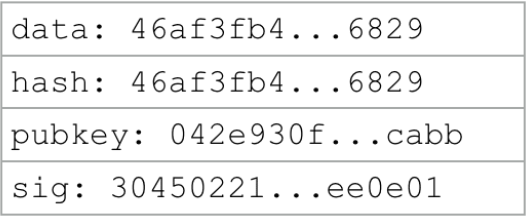 data: 46af3fb4...6829
hash: 46af3fb4...6829
pubkey: 042e930f...cabb
sig: 30450221...ee0e01